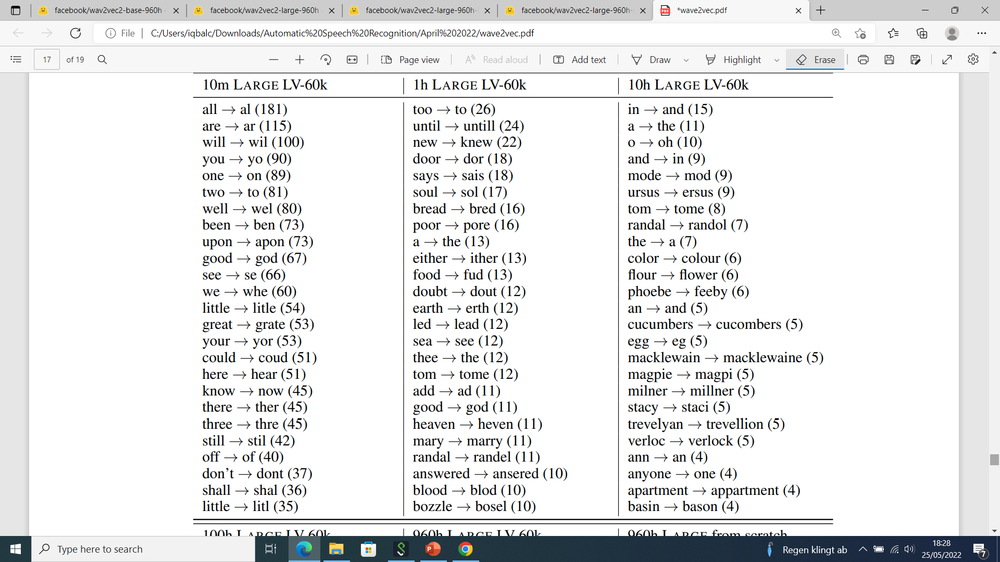 facebook/wav2vec2-base-960h
facebook/wav2vec2-large-960h
facebook/wav2vec2-large-960h-
facebook/wav2vec2-large-960h-
*wave2vec.pdf
File
C:/Users/iqbalc/Downloads/Automatic%20Speech%20Recognition/April%202022/wave2vec.pdf
17 of 19
Page view
Read aloud
Add text
Draw
Highlight
Erase
10m LARGE LV-60k
all → al (181)
are → ar (115)
will → wil (100)
you → yo (90)
one → on (89)
two → to (81)
well → wel (80)
been → ben (73)
upon → apon (73)
good → god (67)
see → se (66)
we → whe (60)
little → litle (54)
great → grate (53)
your → yor (53)
could → coud (51)
here → hear (51)
know → now (45)
there → ther (45)
three → thre (45)
still → stil (42)
off → of (40)
don't → dont (37)
shall → shal (36)
little → litl (35)
1h LARGE LV-60k
too → to (26)
until → untill (24)
new → knew (22)
door → dor (18)
says → sais (18)
soul → sol (17)
bread → bred (16)
poor → pore (16)
a → the (13)
either → ither (13)
food → fud (13)
doubt → dout (12)
earth → erth (12)
led → lead (12)
sea → see (12)
thee → the (12)
tom → tome (12)
add → ad (11)
good → god (11)
heaven → heven (11)
mary → marry (11)
randal → randel (11)
answered → ansered (10)
blood → blod (10)
bozzle → bosel (10)
10h LARGE LV-60k
in → and (15)
a → the (11)
o → oh (10)
and → in (9)
mode → mod (9)
ursus → ersus (9)
tom → tome (8)
randal → randol (7)
the → a (7)
color → colour (6)
flour → flower (6)
phoebe → feeby (6)
an → and (5)
cucumbers → cucombers (5)
egg → eg (5)
macklewain → macklewaine (5)
magpie → magpi (5)
milner → millner (5)
stacy → staci (5)
trevelyan → trevellion (5)
verloc → verlock (5)
ann → an (4)
anyone → one (4)
apartment → appartment (4)
basin → bason (4)
100h LARGE LV-60k
960h LARGE LV-60k
960h LARGE from scratch
Type here to search
Regen klingt ab
18:28
25/05/2022
7